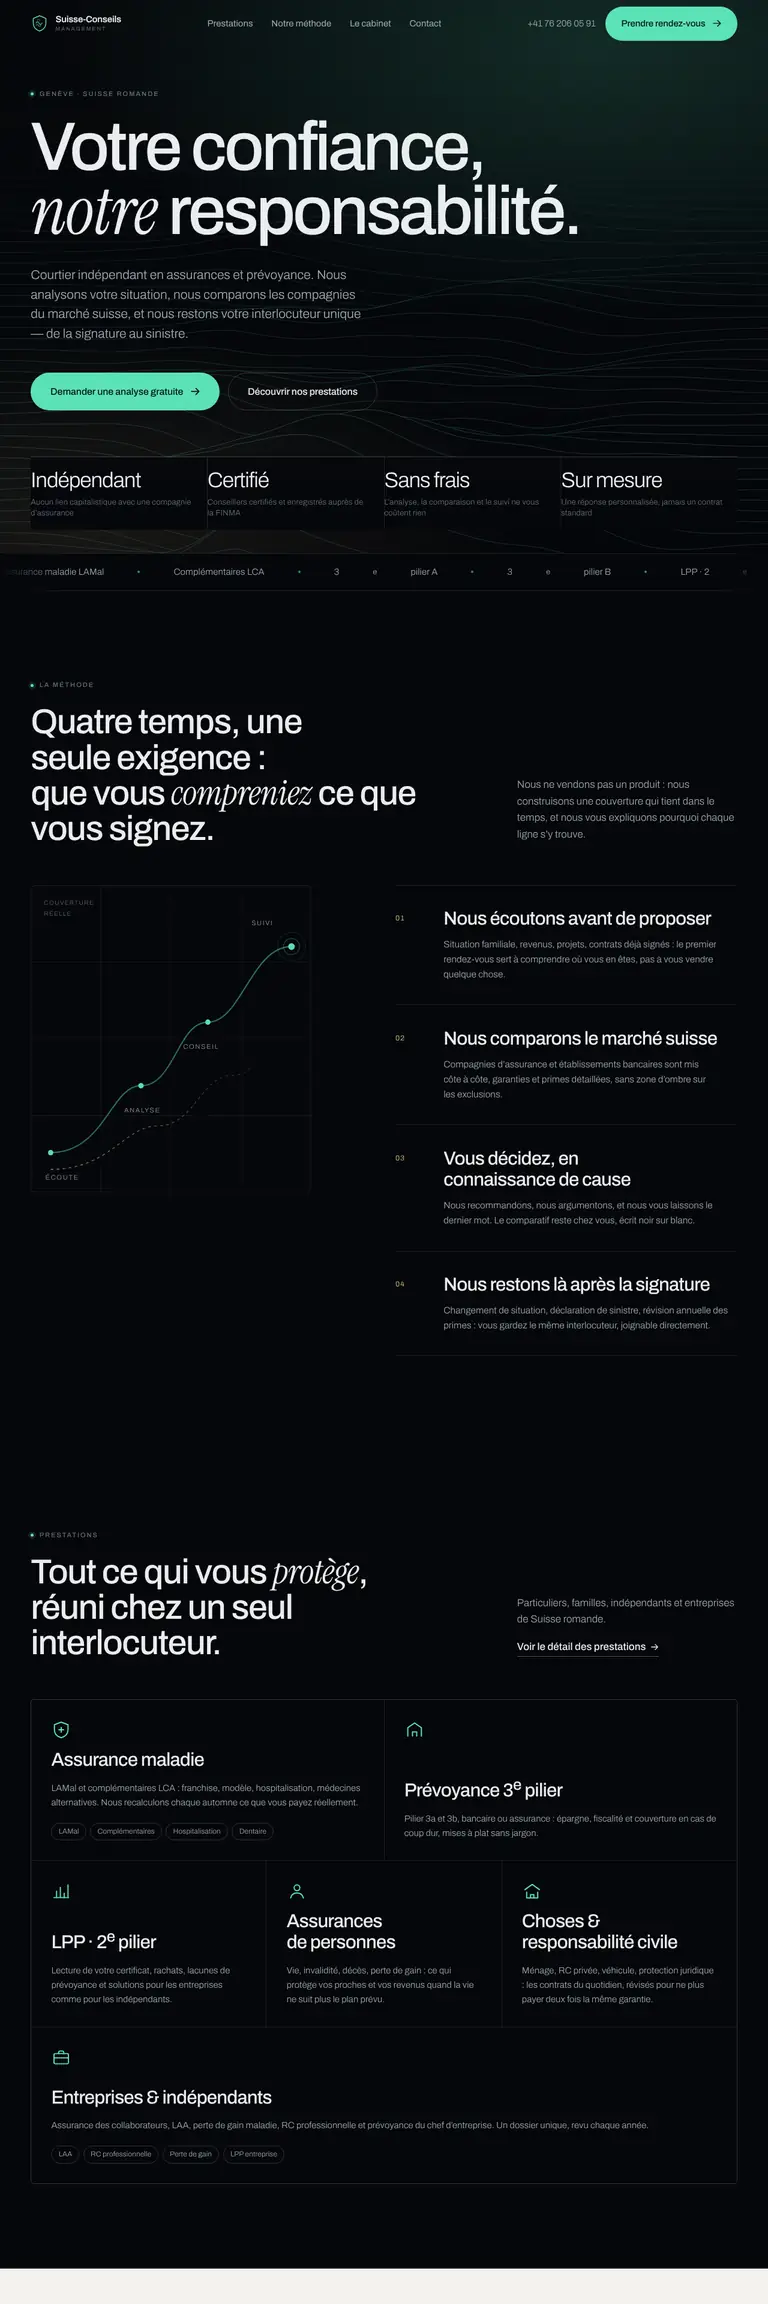 Suisse-Conseils
MANAGEMENT
Prestations
Notre méthode
Le cabinet
Contact
+41 76 206 05 91
Prendre rendez-vous →
GENÈVE · SUISSE ROMANDE
Votre confiance,
notre responsabilité.
Courtier indépendant en assurances et prévoyance. Nous
analysons votre situation, nous comparons les compagnies
du marché suisse, et nous restons votre interlocuteur unique
— de la signature au sinistre.
Demander une analyse gratuite →
Découvrir nos prestations
Indépendant
Aucun lien capitalistique avec une compagnie
d'assurance
Certifié
Conseillers certifiés et enregistrés auprès de
la FINMA
Sans frais
L'analyse, la comparaison et le suivi ne vous
coûtent rien
Sur mesure
Une réponse personnalisée, jamais un contrat
standard
maladie LAMal • Complémentaires LCA • 3 e pilier A • 3 e pilier B • LPP · 2 e
LA MÉTHODE
Quatre temps, une
seule exigence :
que vous compreniez ce que
vous signez.
Nous ne vendons pas un produit : nous
construisons une couverture qui tient dans le
temps, et nous vous expliquons pourquoi chaque
ligne s'y trouve.
COUVERTURE
RÉELLE
SUIVI
CONSEIL
ANALYSE
ÉCOUTE
01
Nous écoutons avant de proposer
Situation familiale, revenus, projets, contrats déjà signés : le premier
rendez-vous sert à comprendre où vous en êtes, pas à vous vendre
quelque chose.
02
Nous comparons le marché suisse
Compagnies d'assurance et établissements bancaires sont mis
côte à côte, garanties et primes détaillées, sans zone d'ombre sur
les exclusions.
03
Vous décidez, en
connaissance de cause
Nous recommandons, nous argumentons, et nous vous laissons le
dernier mot. Le comparatif reste chez vous, écrit noir sur blanc.
04
Nous restons là après la signature
Changement de situation, déclaration de sinistre, révision annuelle des
primes : vous gardez le même interlocuteur, joignable directement.
PRESTATIONS
Tout ce qui vous protège,
réuni chez un seul
interlocuteur.
Particuliers, familles, indépendants et entreprises
de Suisse romande.
Voir le détail des prestations →
Assurance maladie
LAMal et complémentaires LCA : franchise, modèle, hospitalisation, médecines
alternatives. Nous recalculons chaque automne ce que vous payez réellement.
LAMal
Complémentaires
Hospitalisation
Dentaire
Prévoyance 3e pilier
Pilier 3a et 3b, bancaire ou assurance : épargne, fiscalité et couverture en cas de
coup dur, mises à plat sans jargon.
LPP · 2e pilier
Lecture de votre certificat, rachats, lacunes de
prévoyance et solutions pour les entreprises
comme pour les indépendants.
Assurances
de personnes
Vie, invalidité, décès, perte de gain : ce qui
protège vos proches et vos revenus quand la vie
ne suit plus le plan prévu.
Choses &
responsabilité civile
Ménage, RC privée, véhicule, protection juridique
: les contrats du quotidien, révisés pour ne plus
payer deux fois la même garantie.
Entreprises & indépendants
Assurance des collaborateurs, LAA, perte de gain maladie, RC professionnelle et prévoyance du chef d'entreprise. Un dossier unique, revu chaque année.
LAA
RC professionnelle
Perte de gain
LPP entreprise